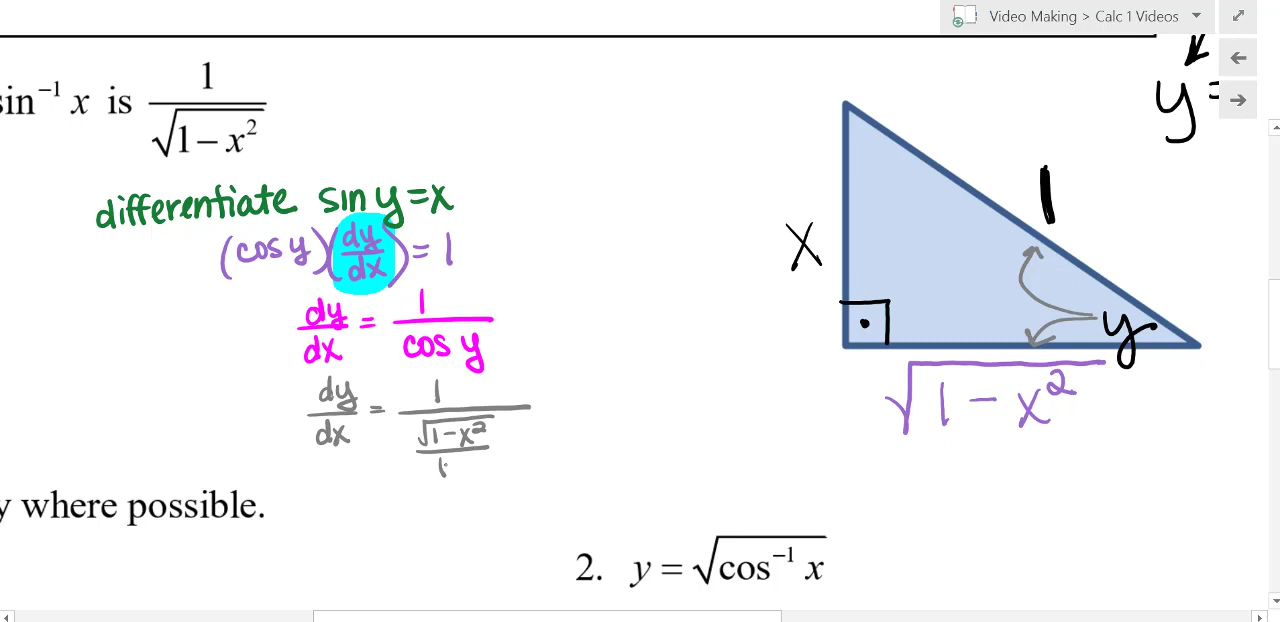 Video Making > Calc 1 Videos
sin⁻¹ x is 1/√(1 − x²)
y=
differentiate sin y = x
(cos y)(dy/dx) = 1
dy/dx = 1/cos y
dy/dx = 1/(√(1−x²)/1)
1
x
y
√(1 − x²)
y where possible.
2. y = √(cos⁻¹ x)